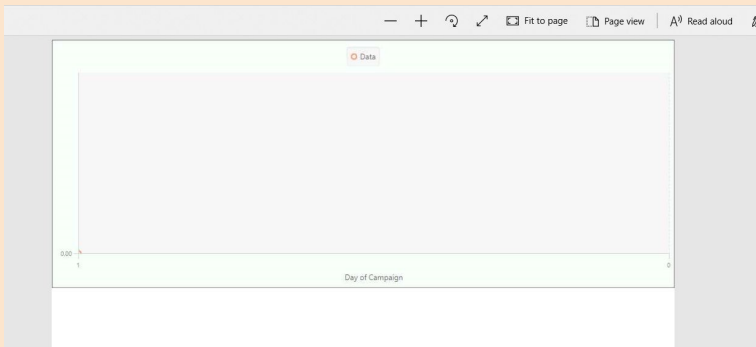 Fit to page Page view Read aloud
Data
0,00
1 0
Day of Campaign